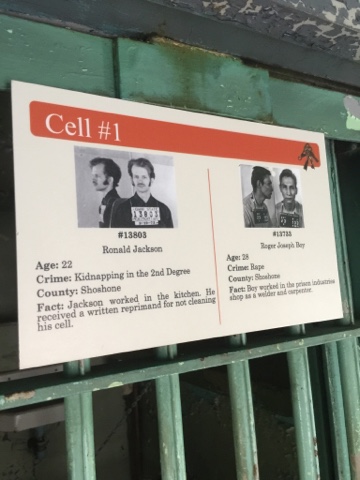 Cell #1
#13803
Ronald Jackson
Age: 22
Crime: Kidnapping in the 2nd Degree
County: Shoshone
Fact: Jackson worked in the kitchen. He
received a written reprimand for not cleaning
his cell.
#13733
Roger Joseph Boy
Age: 28
Crime: Rape
County: Shoshone
Fact: Boy worked in the prison industries
shop as a welder and carpenter.